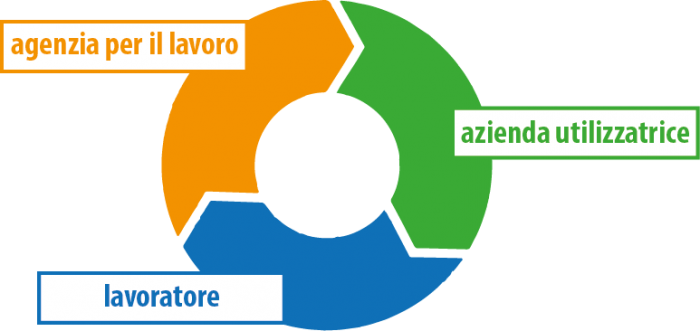 agenzia per il lavoro
azienda utilizzatrice
lavoratore